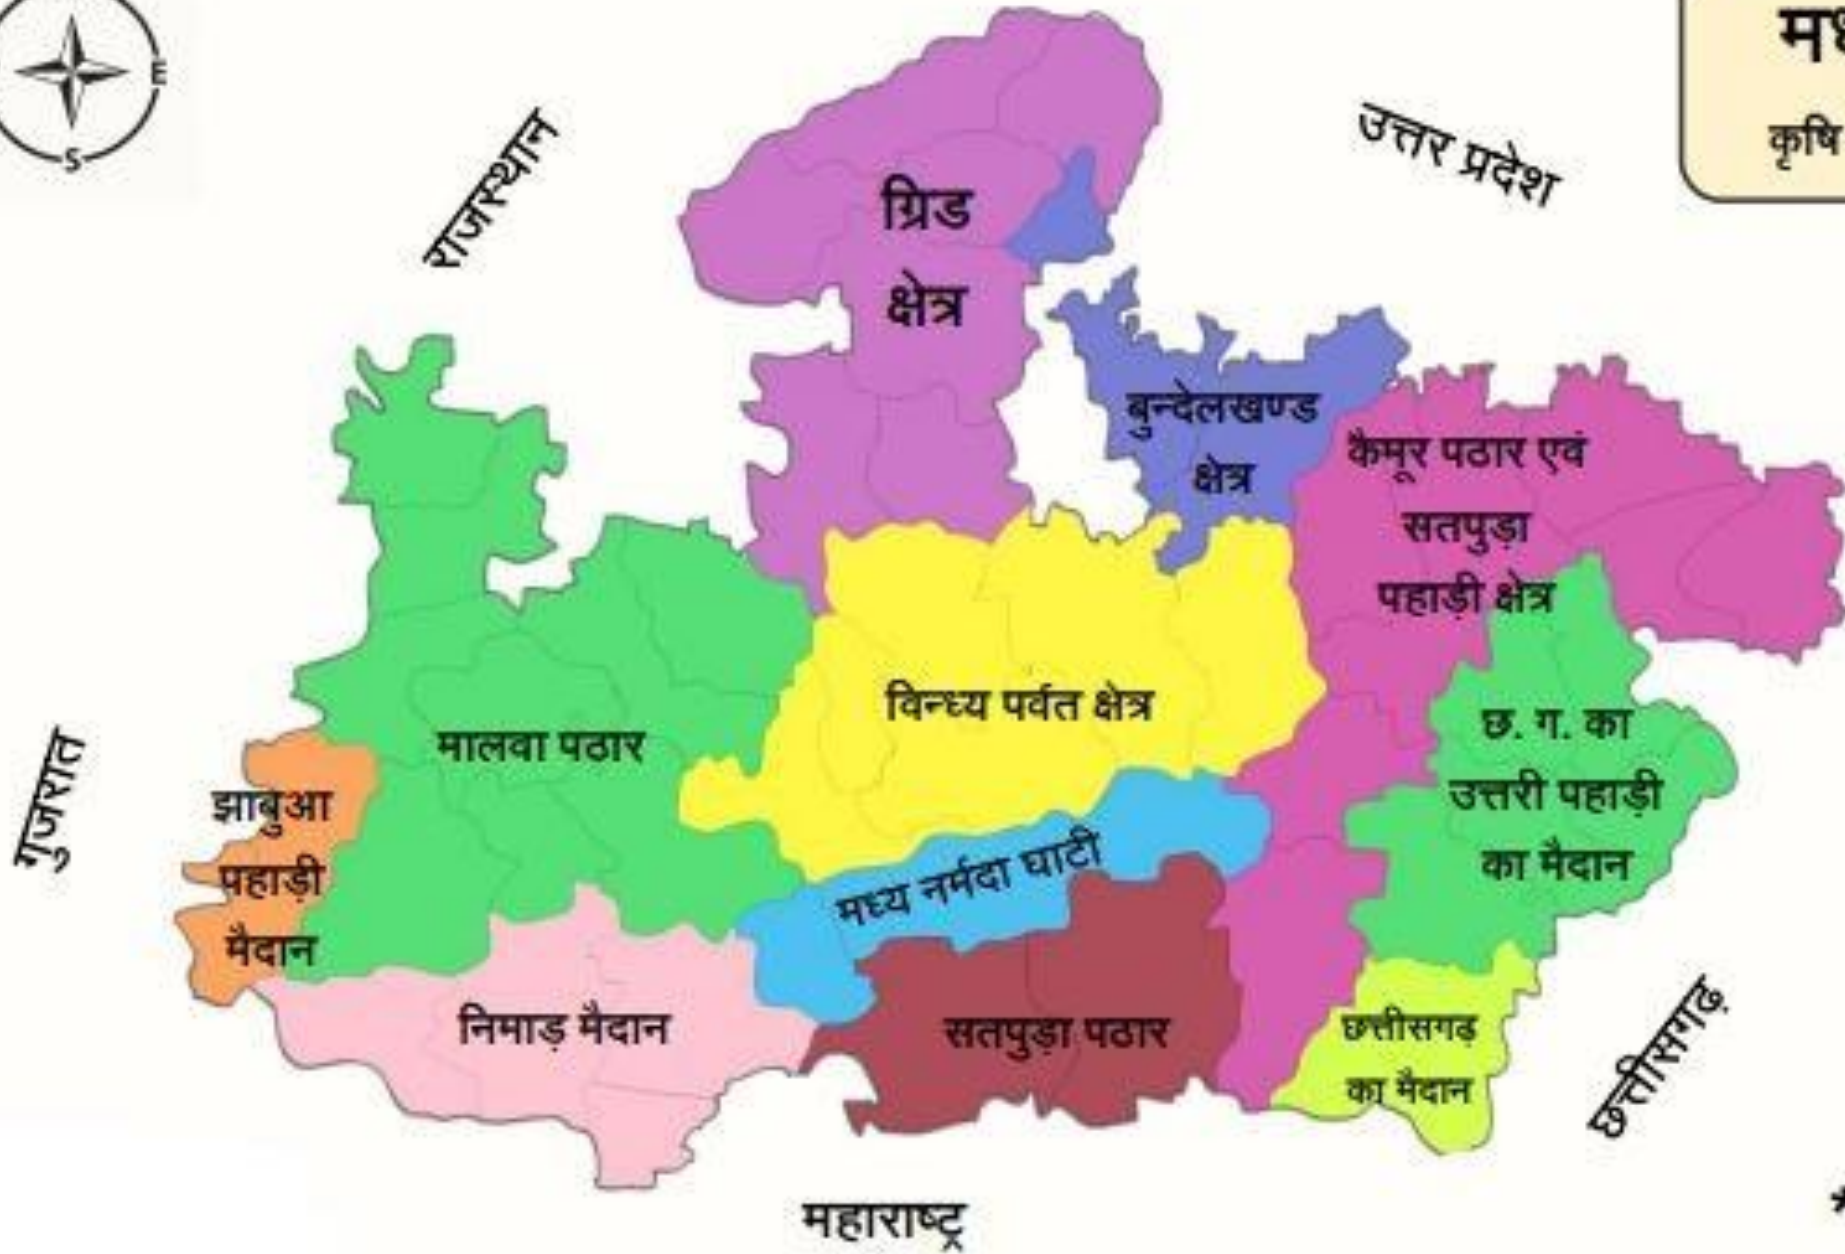 E
S
राजस्थान
उत्तर प्रदेश
कृषि
ग्रिड
क्षेत्र
बुन्देलखण्ड
क्षेत्र
कैमूर पठार एवं
सतपुड़ा
पहाड़ी क्षेत्र
विन्ध्य पर्वत क्षेत्र
मालवा पठार
छ. ग. का
उत्तरी पहाड़ी
का मैदान
गुजरात
झाबुआ
पहाड़ी
मैदान
मध्य नर्मदा घाटी
निमाड़ मैदान
सतपुड़ा पठार
छत्तीसगढ़
का मैदान
छत्तीसगढ़
महाराष्ट्र
*